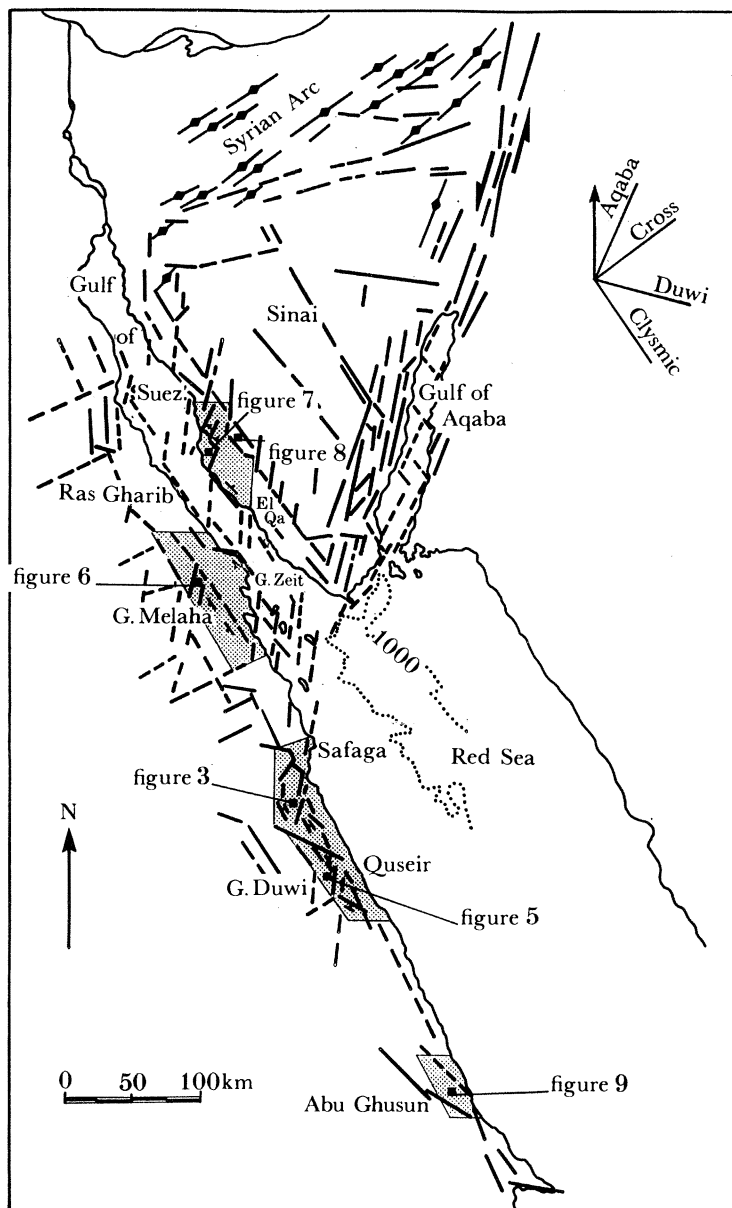 Syrian Arc
Aqaba
Cross
Duwi
Clysmic
Gulf
of
Suez
Sinai
Gulf of
Aqaba
figure 7
figure 8
Ras Gharib
El
Qa
figure 6
G. Zeit
G. Melaha
1000
Safaga
Red Sea
figure 3
N
Quseir
G. Duwi
figure 5
0 50 100km
figure 9
Abu Ghusun